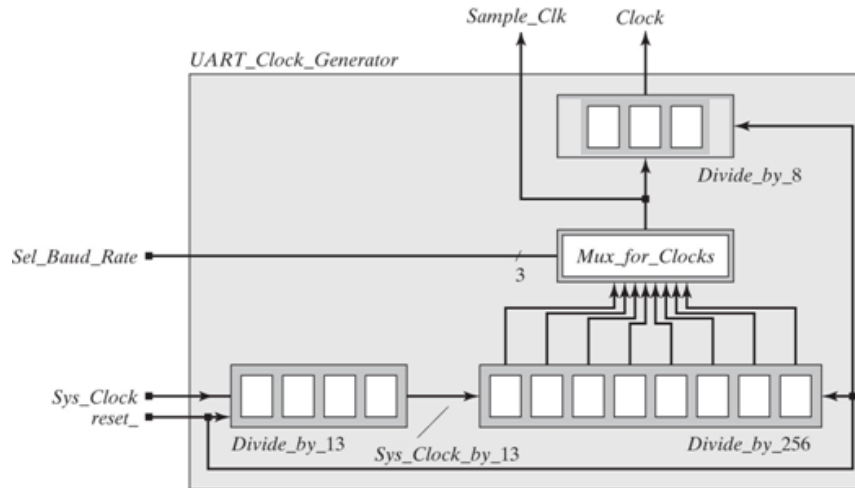 Sample_Clk
Clock
UART_Clock_Generator
Divide_by_8
Sel_Baud_Rate
3
Mux_for_Clocks
Sys_Clock
reset_
Divide_by_13
Sys_Clock_by_13
Divide_by_256